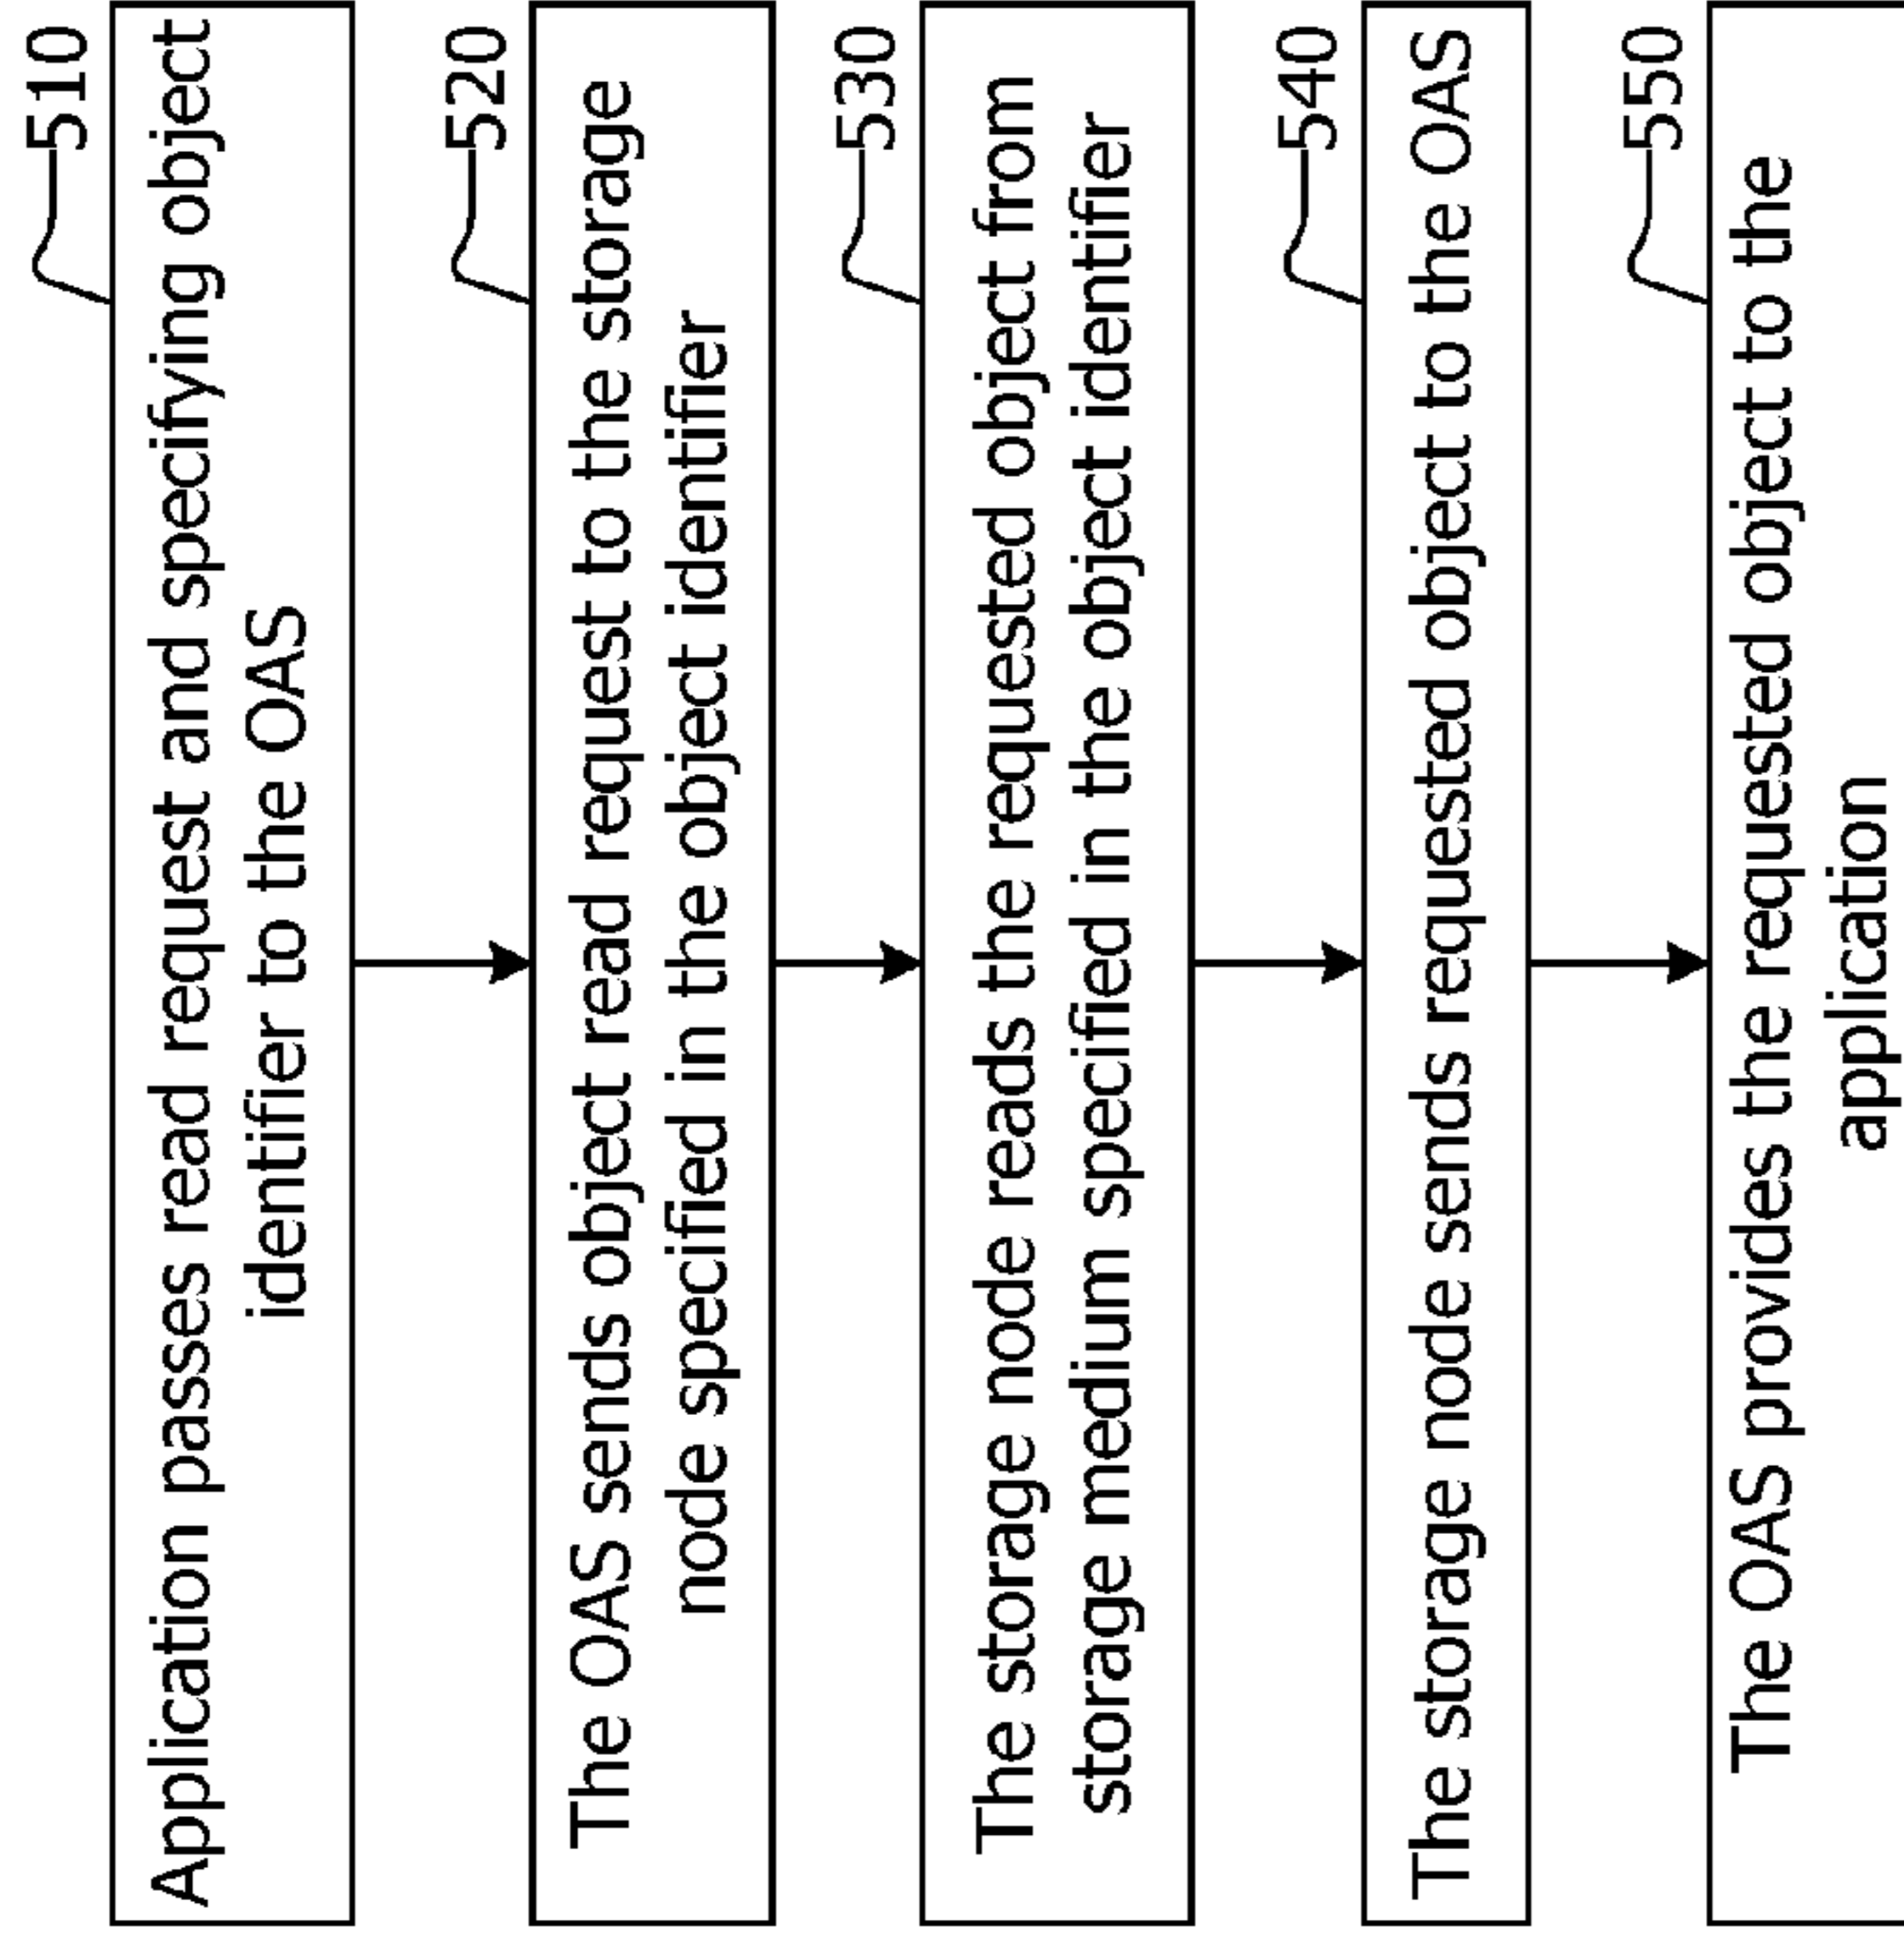 510
Application passes read request and specifying object
identifier to the OAS
520
The OAS sends object read request to the storage
node specified in the object identifier
530
The storage node reads the requested object from
storage medium specified in the object identifier
540
The storage node sends requested object to the OAS
550
The OAS provides the requested object to the
application